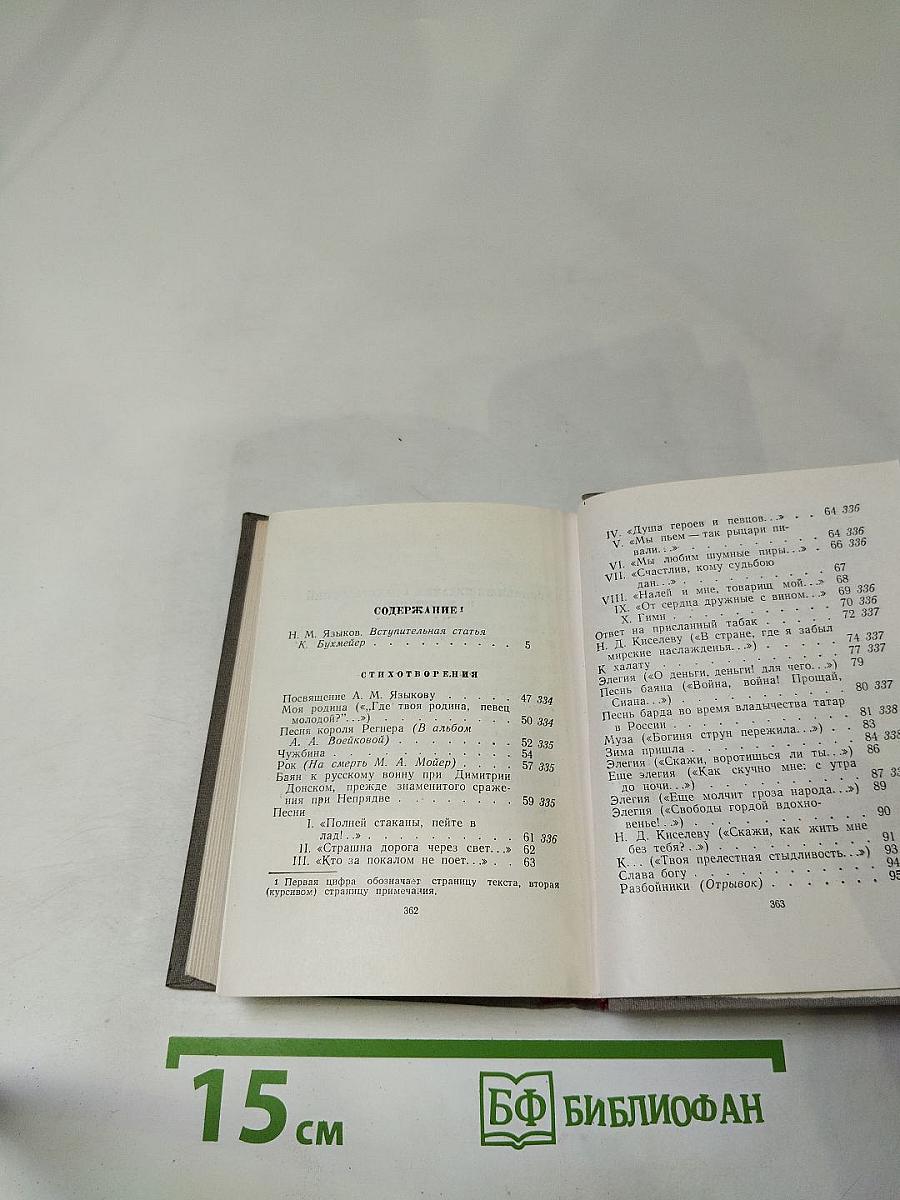 СОДЕРЖАНИЕ¹
Н. М. Языков. Вступительная статья
К. Бухмейер . . . . . . . . . . 5
СТИХОТВОРЕНИЯ
Посвящение А. М. Языкову . . . . . . 47 334
Моя родина («„Где твоя родина, певец
молодой?"...») . . . . . . . . . . 50 334
Песня короля Регнера (В альбом
А. А. Воейковой) . . . . . . . . 52 335
Чужбина . . . . . . . . . . . . . 54
Рок (На смерть М. А. Мойер) . . . . . 57 335
Баян к русскому воину при Димитрии
Донском, прежде знаменитого сраже-
ния при Непрядве . . . . . . . . 59 335
Песни
I. «Полней стаканы, пейте в
лад!..» . . . . . . . . . . 61 336
II. «Страшна дорога через свет...» 62
III. «Кто за покалом не поет...» . . 63
1 Первая цифра обозначает страницу текста, вторая
(курсивом) страницу примечания.
362
IV. «Душа героев и певцов...» . . 64 336
V. «Мы пьем — так рыцари пи-
вали...» . . . . . . . . . 64 336
VI. «Мы любим шумные пиры...» . 66 336
VII. «Счастлив, кому судьбою
дан...» . . . . . . . . . . 67
VIII. «Налей и мне, товарищ мой...» 68
IX. «От сердца дружные с вином...» 69 336
X. Гимн . . . . . . . . . . . 70 336
Ответ на присланный табак . . . . . 72 337
Н. Д. Киселеву («В стране, где я забыл
мирские наслажденья...») . . . . . 74 337
К халату . . . . . . . . . . . . 77 337
Элегия («О деньги, деньги! для чего...») 79
Песнь баяна («Война, война! Прощай,
Сиана...») . . . . . . . . . . . 80 337
Песнь барда во время владычества татар
в России . . . . . . . . . . . . 81 338
Муза («Богиня струн пережила...») . . 83
Зима пришла . . . . . . . . . . . 84 338
Элегия («Скажи, воротишься ли ты...») 86
Еще элегия («Как скучно мне: с утра
до ночи...») . . . . . . . . . . 87 33
Элегия («Еще молчит гроза народа...») 89
Элегия («Свободы гордой вдохно-
венье!..») . . . . . . . . . . . 90
Н. Д. Киселеву («Скажи, как жить мне
без тебя?..») . . . . . . . . . . 91
К... («Твоя прелестная стыдливость...») 93
Слава богу . . . . . . . . . . . 94
Разбойники (Отрывок) . . . . . . . 95
363
15 см
БФ БИБЛИОФАН